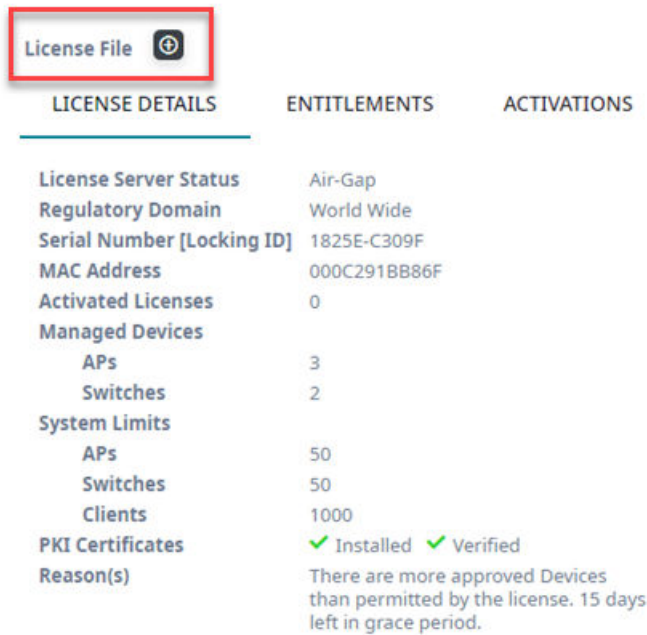 License File
LICENSE DETAILS ENTITLEMENTS ACTIVATIONS
License Server Status Air-Gap
Regulatory Domain World Wide
Serial Number [Locking ID] 1825E-C309F
MAC Address 000C291BB86F
Activated Licenses 0
Managed Devices
APs 3
Switches 2
System Limits
APs 50
Switches 50
Clients 1000
PKI Certificates ✓ Installed ✓ Verified
Reason(s) There are more approved Devices
than permitted by the license. 15 days
left in grace period.